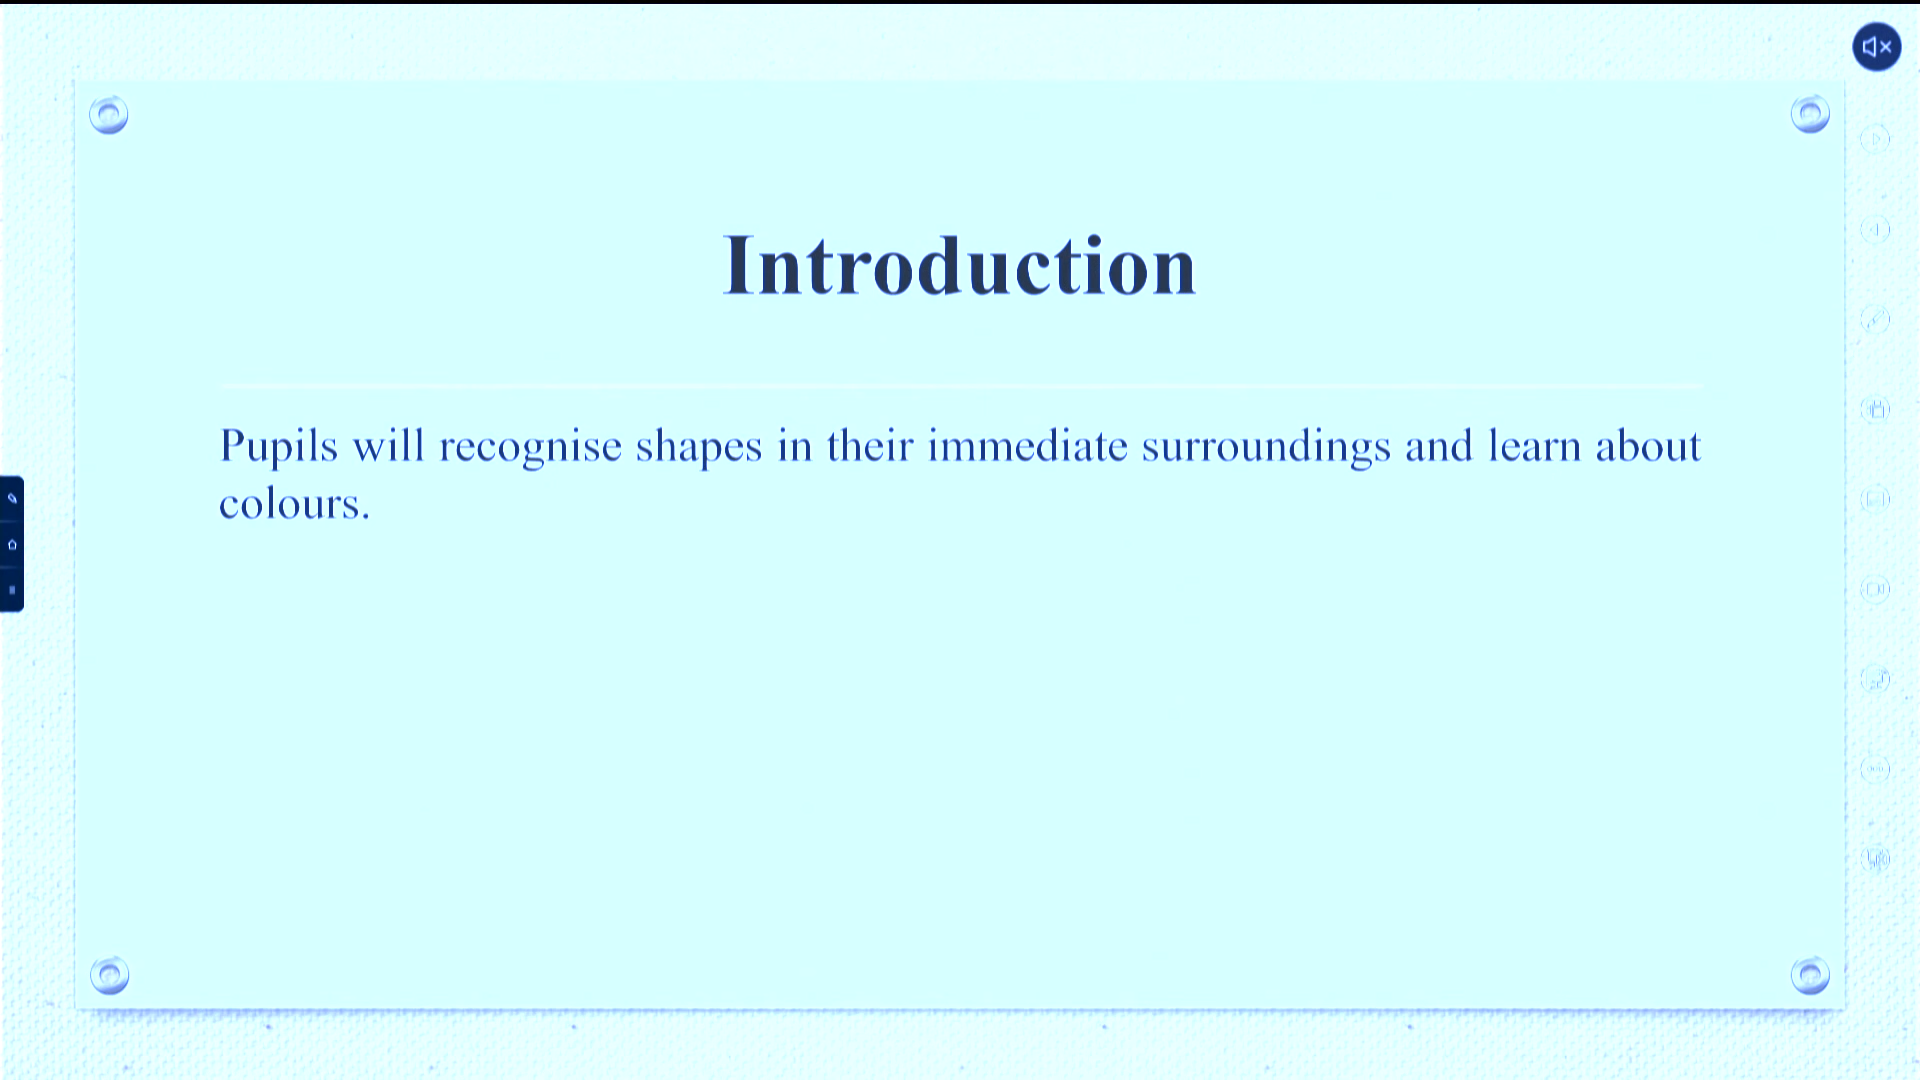 Introduction
Pupils will recognise shapes in their immediate surroundings and learn about
colours.